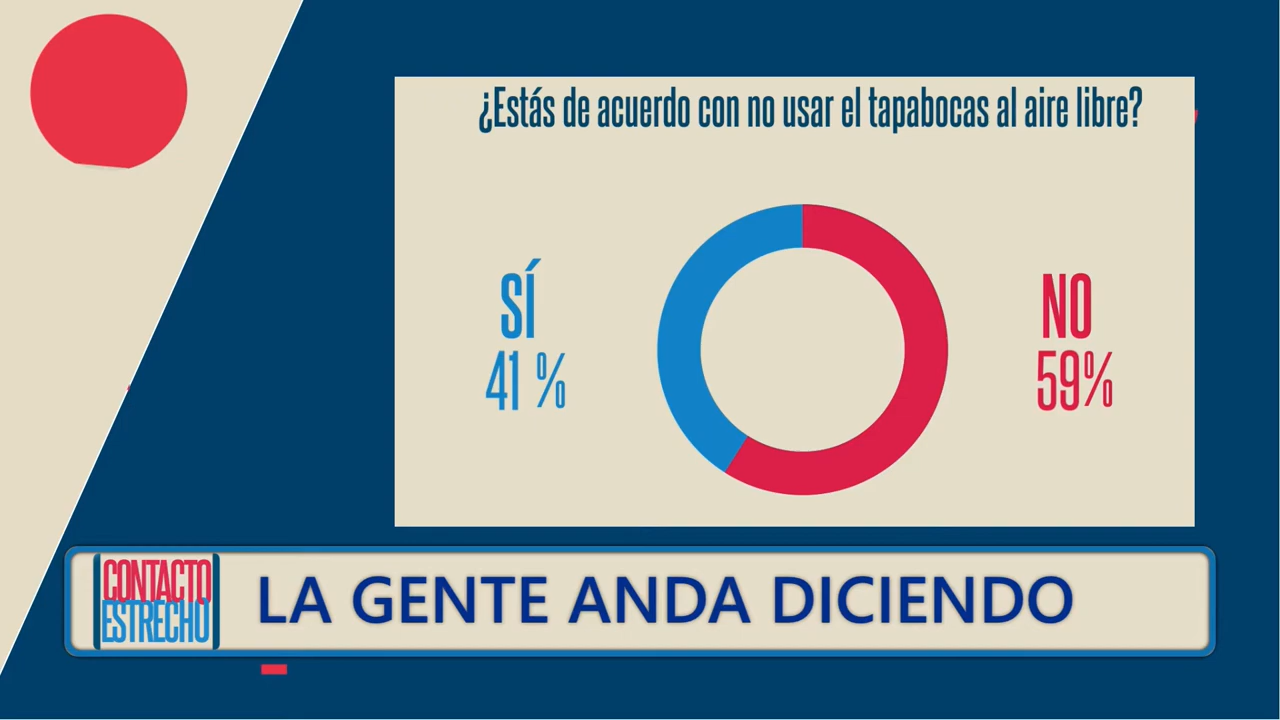 ¿Estás de acuerdo con no usar el tapabocas al aire libre?
SÍ
41 %
NO
59%
CONTACTO
ESTRECHO
LA GENTE ANDA DICIENDO